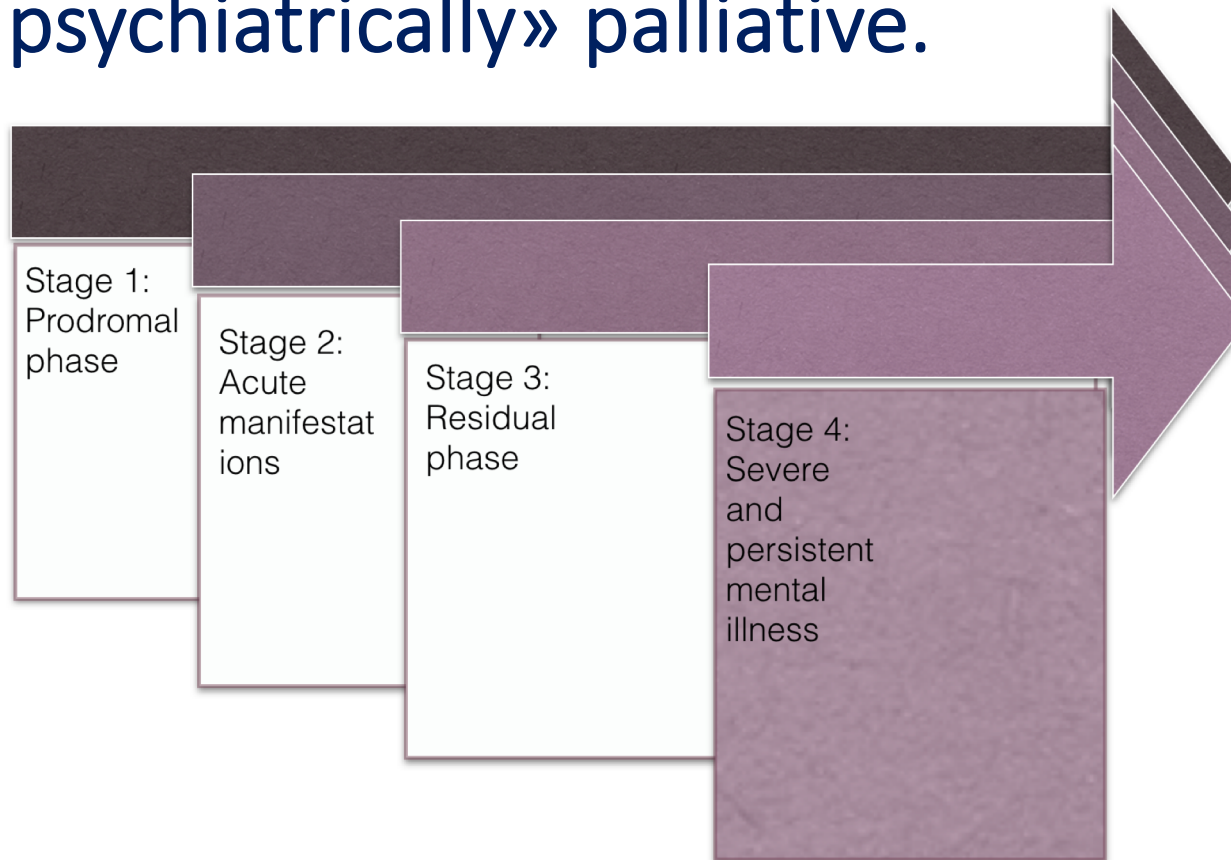 psychiatrically» palliative.
Stage 1:
Prodromal
phase
Stage 2:
Acute
manifestat
ions
Stage 3:
Residual
phase
Stage 4:
Severe
and
persistent
mental
illness